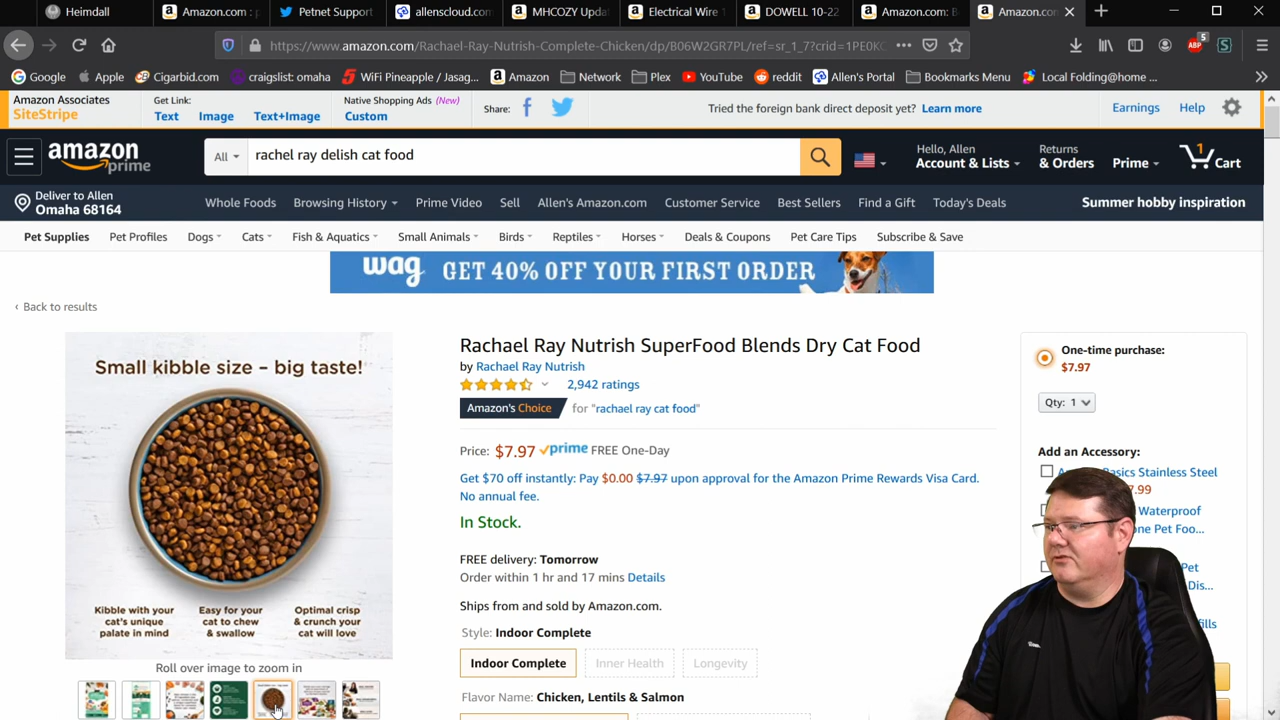 Heimdall
Amazon.com : p
Petnet Support
allenscloud.com
MHCOZY Upda
Electrical Wire T
DOWELL 10-22
Amazon.com: B
Amazon.com
https://www.amazon.com/Rachael-Ray-Nutrish-Complete-Chicken/dp/B06W2GR7PL/ref=sr_1_7?crid=1PE0K
ABP
5
S
Google
Apple
Cigarbid.com
craigslist: omaha
WiFi Pineapple / Jasag...
Amazon
Network
Plex
YouTube
reddit
Allen's Portal
Bookmarks Menu
Local Folding@home ...
Amazon Associates
SiteStripe
Get Link:
Text
Image
Text+Image
Native Shopping Ads (New)
Custom
Share:
Tried the foreign bank direct deposit yet? Learn more
Earnings
Help
amazon
prime
All
rachel ray delish cat food
Hello, Allen
Account & Lists
Returns
& Orders
Prime
1
Cart
Deliver to Allen
Omaha 68164
Whole Foods
Browsing History
Prime Video
Sell
Allen's Amazon.com
Customer Service
Best Sellers
Find a Gift
Today's Deals
Summer hobby inspiration
Pet Supplies
Pet Profiles
Dogs
Cats
Fish & Aquatics
Small Animals
Birds
Reptiles
Horses
Deals & Coupons
Pet Care Tips
Subscribe & Save
wag GET 40% OFF YOUR FIRST ORDER
‹ Back to results
Small kibble size – big taste!
Kibble with your
cat's unique
palate in mind
Easy for your
cat to chew
& swallow
Optimal crisp
& crunch your
cat will love
Roll over image to zoom in
Rachael Ray Nutrish SuperFood Blends Dry Cat Food
by Rachael Ray Nutrish
2,942 ratings
Amazon's Choice for "rachael ray cat food"
Price: $7.97 prime FREE One-Day
Get $70 off instantly: Pay $0.00 $7.97 upon approval for the Amazon Prime Rewards Visa Card.
No annual fee.
In Stock.
FREE delivery: Tomorrow
Order within 1 hr and 17 mins Details
Ships from and sold by Amazon.com.
Style: Indoor Complete
Indoor Complete
Inner Health
Longevity
Flavor Name: Chicken, Lentils & Salmon
One-time purchase:
$7.97
Qty: 1
Add an Accessory:
Basics Stainless Steel
7.99
Waterproof
Pet Foo...
Pet
Dis...